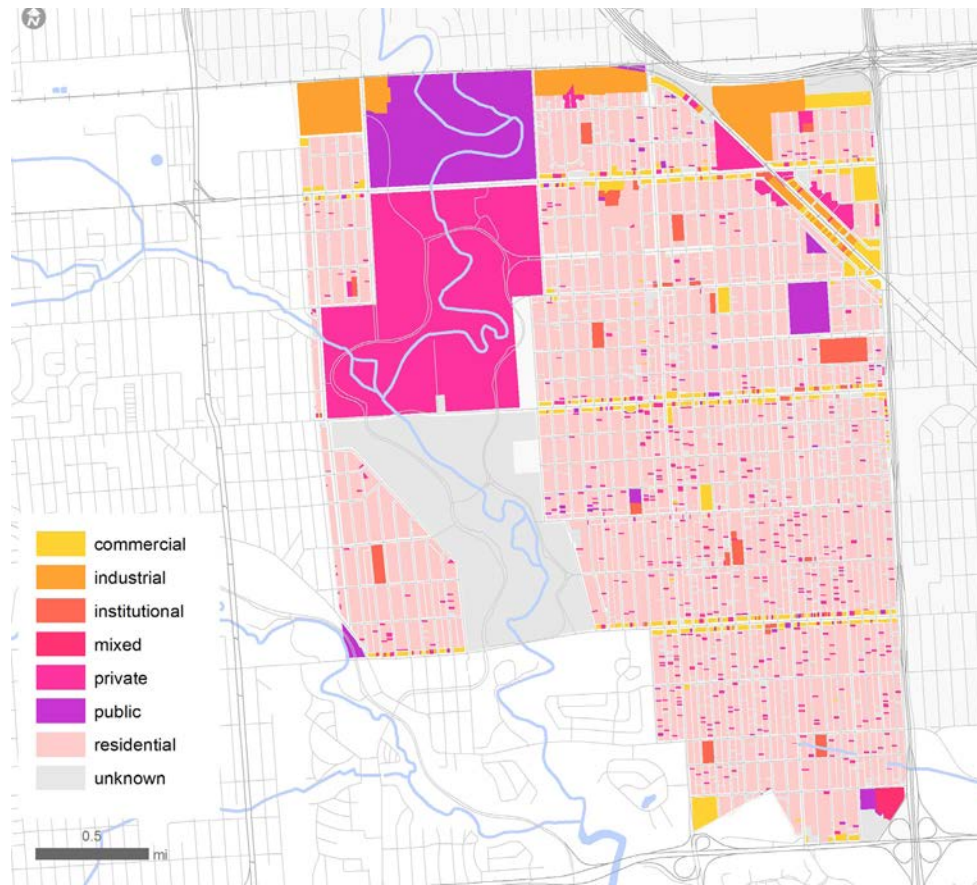 N
commercial
industrial
institutional
mixed
private
public
residential
unknown
0.5
mi